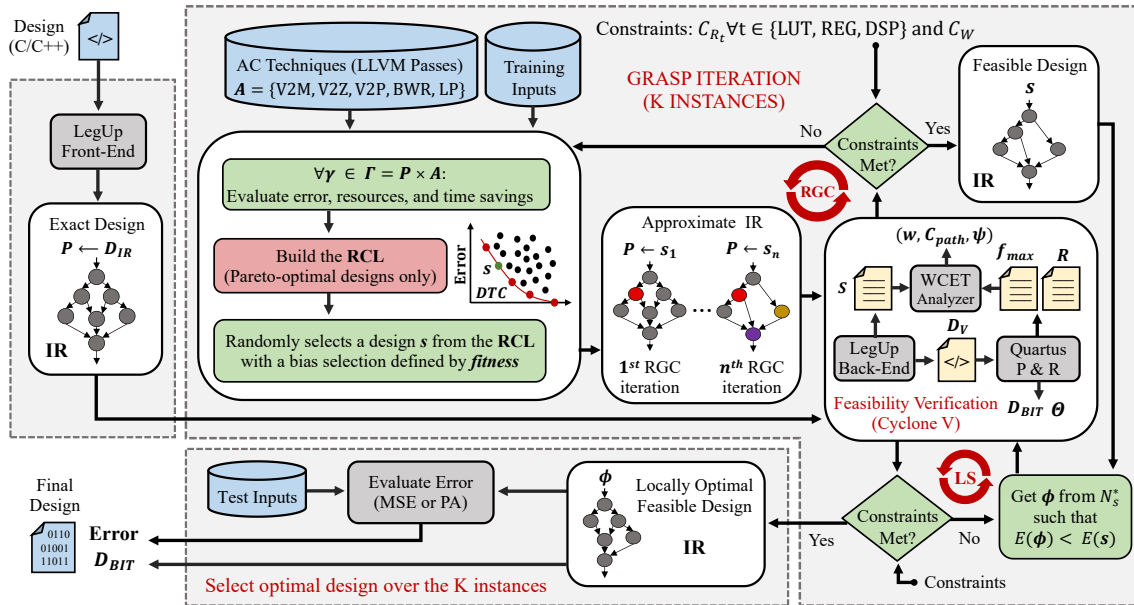 Design
(C/C++)
</>
LegUp
Front-End
Exact Design
P ← D_IR
IR
AC Techniques (LLVM Passes)
A = {V2M, V2Z, V2P, BWR, LP}
Training
Inputs
Constraints: C_{R_t} ∀t ∈ {LUT, REG, DSP} and C_W
GRASP ITERATION
(K INSTANCES)
∀γ ∈ Γ = P × A:
Evaluate error, resources, and time savings
Build the RCL
(Pareto-optimal designs only)
Error
s
DTC
Randomly selects a design s from the RCL
with a bias selection defined by fitness
No
Constraints
Met?
Yes
RGC
Feasible Design
s
IR
Approximate IR
P ← s_1
P ← s_n
...
1^st RGC
iteration
n^th RGC
iteration
(w, C_path, ψ)
f_max
R
S
WCET
Analyzer
D_V
LegUp
Back-End
</>
Quartus
P & R
D_BIT Θ
Feasibility Verification
(Cyclone V)
LS
Constraints
Met?
Yes
No
Constraints
Get ϕ from N_s^*
such that
E(ϕ) < E(s)
Test Inputs
Evaluate Error
(MSE or PA)
ϕ
Locally Optimal
Feasible Design
IR
Final
Design
0110
01001
11011
Error
D_BIT
Select optimal design over the K instances